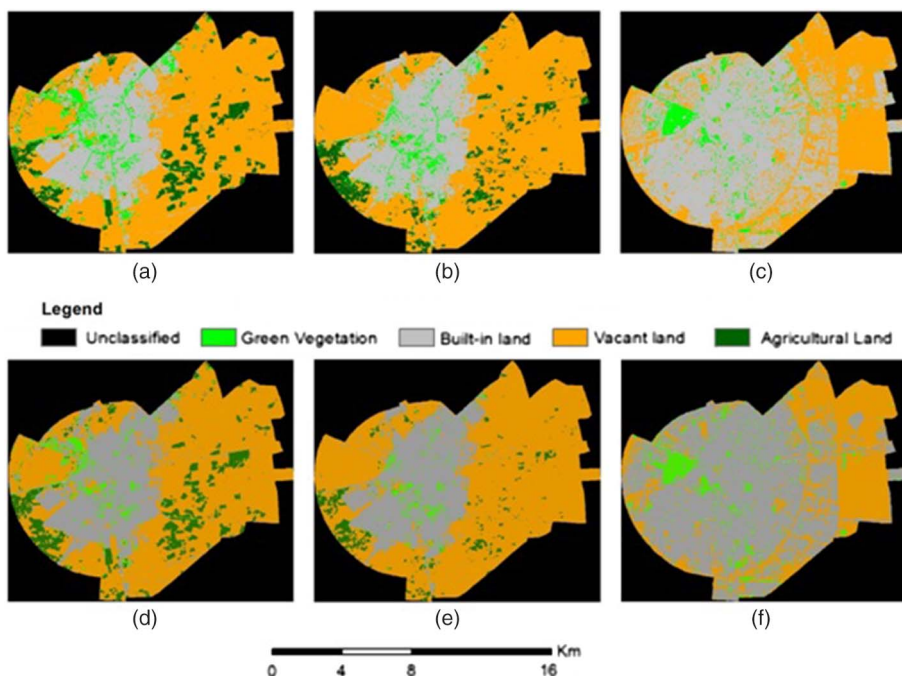 (a) (b) (c)
Legend
Unclassified Green Vegetation Built-in land Vacant land Agricultural Land
(d) (e) (f)
Km
0 4 8 16